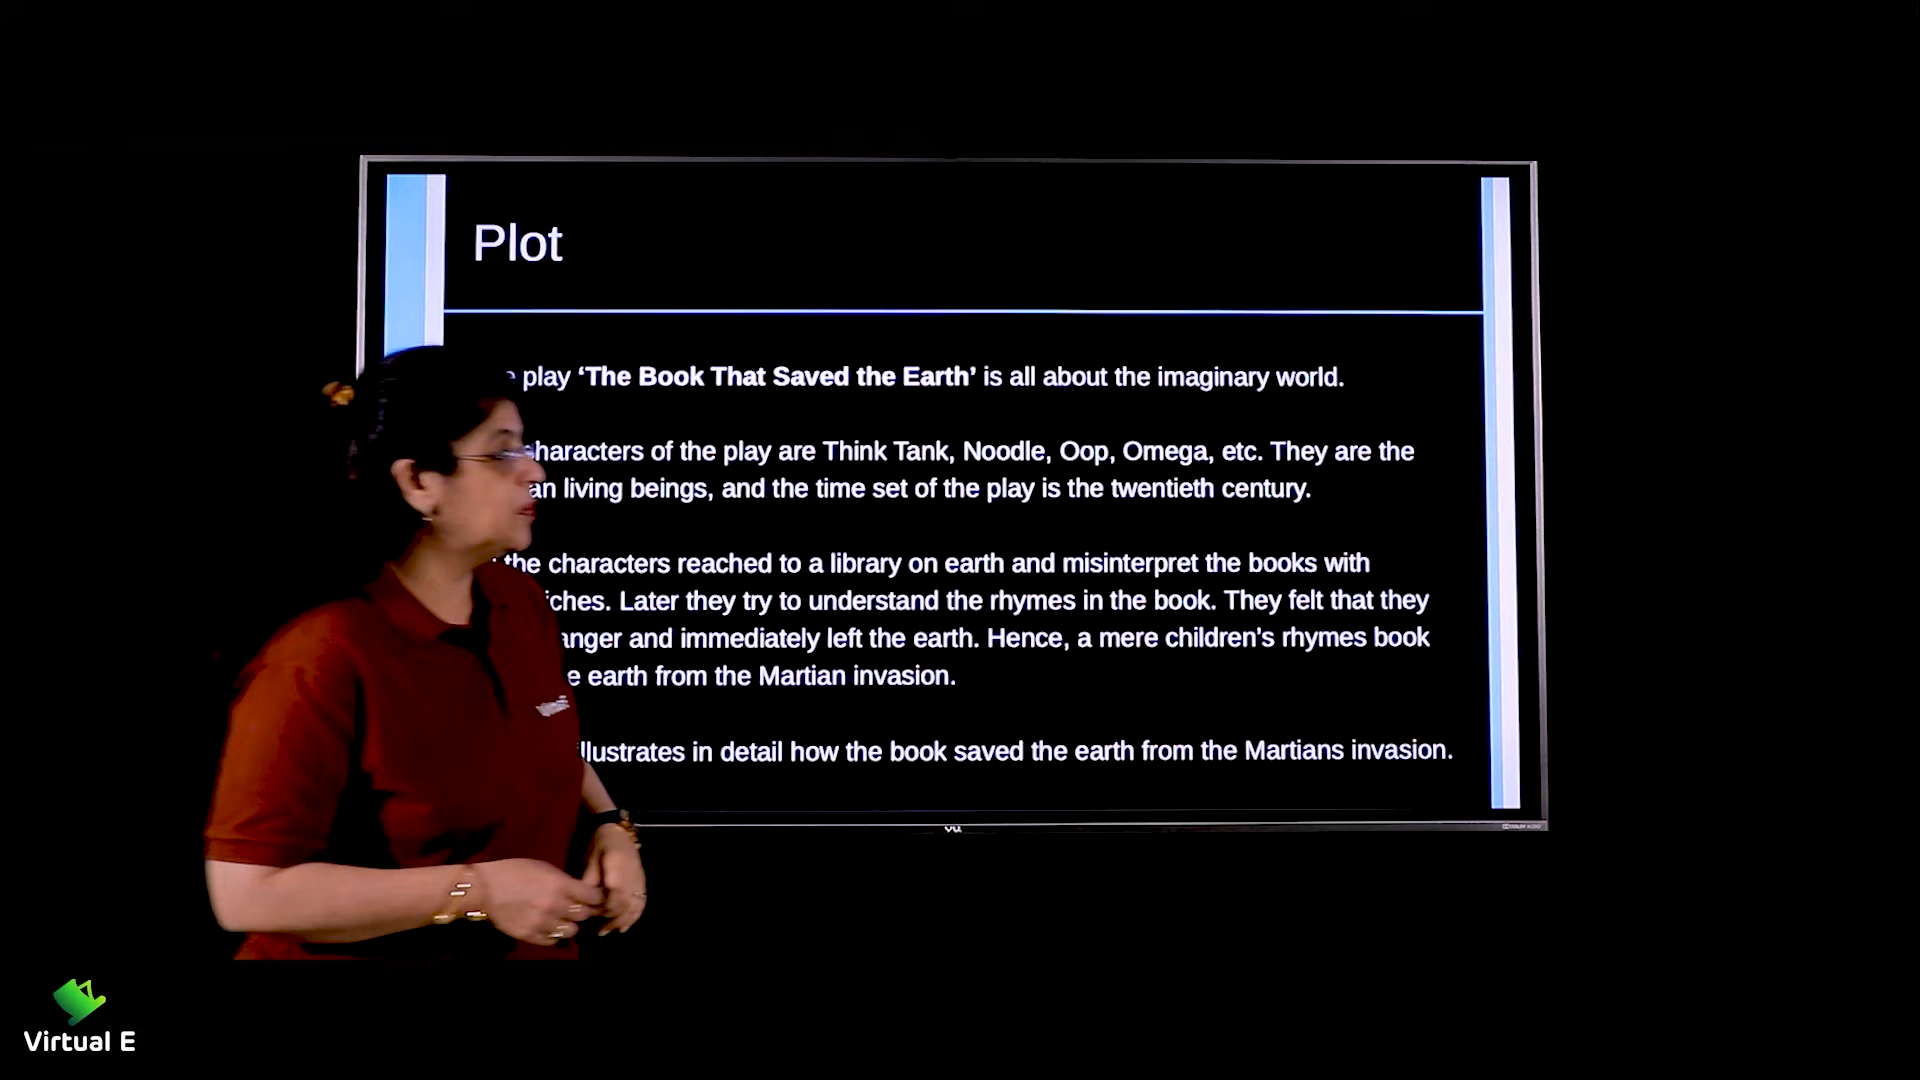 Plot
play ‘The Book That Saved the Earth’ is all about the imaginary world.
characters of the play are Think Tank, Noodle, Oop, Omega, etc. They are the
living beings, and the time set of the play is the twentieth century.
the characters reached to a library on earth and misinterpret the books with
Later they try to understand the rhymes in the book. They felt that they
and immediately left the earth. Hence, a mere children’s rhymes book
earth from the Martian invasion.
illustrates in detail how the book saved the earth from the Martians invasion.
Virtual E